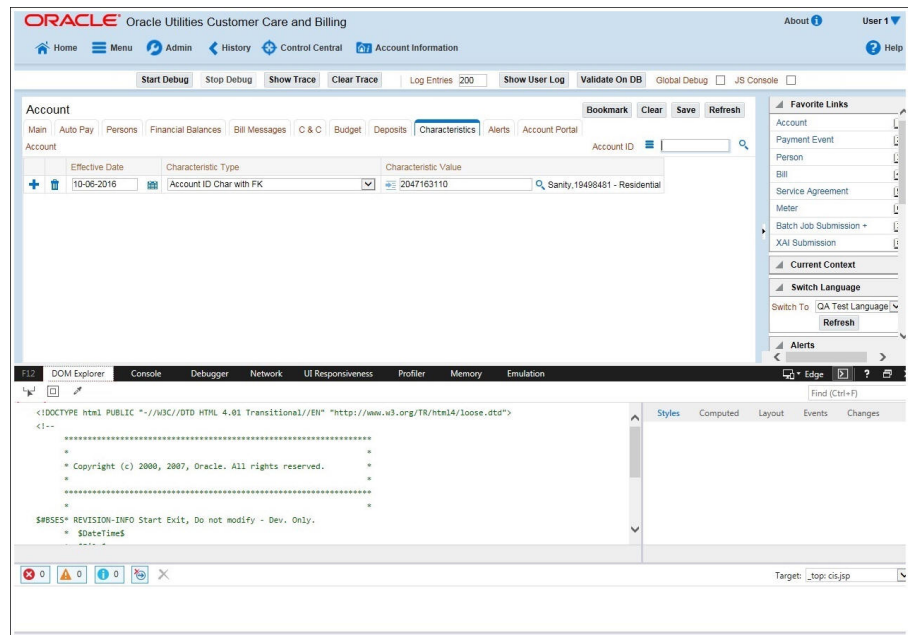 ORACLE® Oracle Utilities Customer Care and Billing
About User 1
Home Menu Admin History Control Central Account Information Help
Start Debug Stop Debug Show Trace Clear Trace Log Entries 200 Show User Log Validate On DB Global Debug JS Console
Account
Bookmark Clear Save Refresh
Main Auto Pay Persons Financial Balances Bill Messages C & C Budget Deposits Characteristics Alerts Account Portal
Account Account ID
Effective Date Characteristic Type Characteristic Value
10-06-2016 Account ID Char with FK 2047163110 Sanity,19498481 - Residential
Favorite Links
Account
Payment Event
Person
Bill
Service Agreement
Meter
Batch Job Submission +
XAI Submission
Current Context
Switch Language
Switch To QA Test Language
Refresh
Alerts
F12 DOM Explorer Console Debugger Network UI Responsiveness Profiler Memory Emulation Edge ?
Find (Ctrl+F)
<!DOCTYPE html PUBLIC "-//W3C//DTD HTML 4.01 Transitional//EN" "http://www.w3.org/TR/html4/loose.dtd">
<!--
*******************************************************************
* *
* Copyright (c) 2000, 2007, Oracle. All rights reserved. *
* *
*******************************************************************
* *
$#BSES* REVISION-INFO Start Exit, Do not modify - Dev. Only.
* $DateTime$
Styles Computed Layout Events Changes
0 0 0
Target: _top: cis.jsp